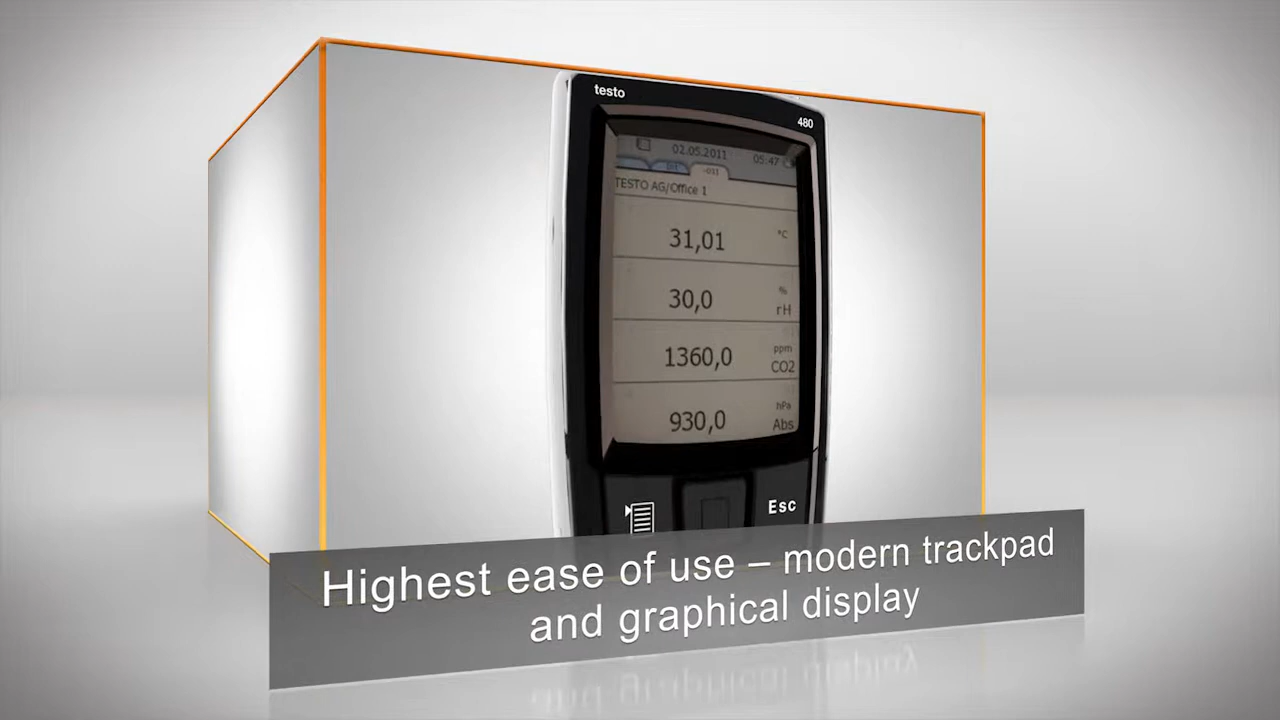 testo
480
02.05.2011 05:47
TESTO AG/Office 1
31,01 °C
30,0 % rH
1360,0 ppm CO2
930,0 hPa Abs
Esc
Highest ease of use – modern trackpad
and graphical display